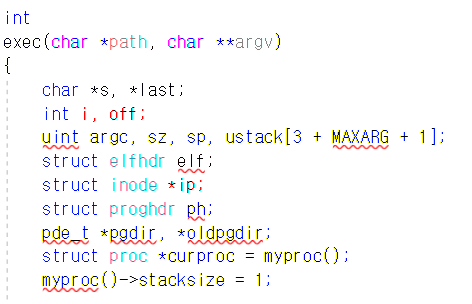 int
exec(char *path, char **argv)
{
char *s, *last;
int i, off;
uint argc, sz, sp, ustack[3 + MAXARG + 1];
struct elfhdr elf;
struct inode *ip;
struct proghdr ph;
pde_t *pgdir, *oldpgdir;
struct proc *curproc = myproc();
myproc()->stacksize = 1;